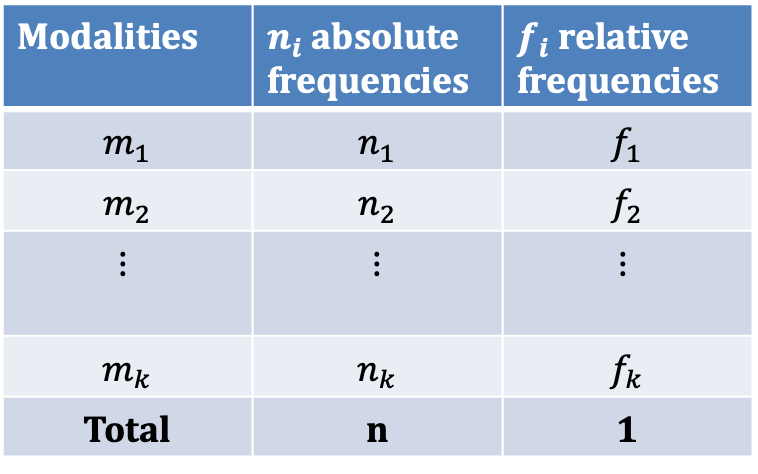 Modalities nᵢ absolute fᵢ relative
frequencies frequencies
m₁ n₁ f₁
m₂ n₂ f₂
⋮ ⋮ ⋮
mₖ nₖ fₖ
Total n 1